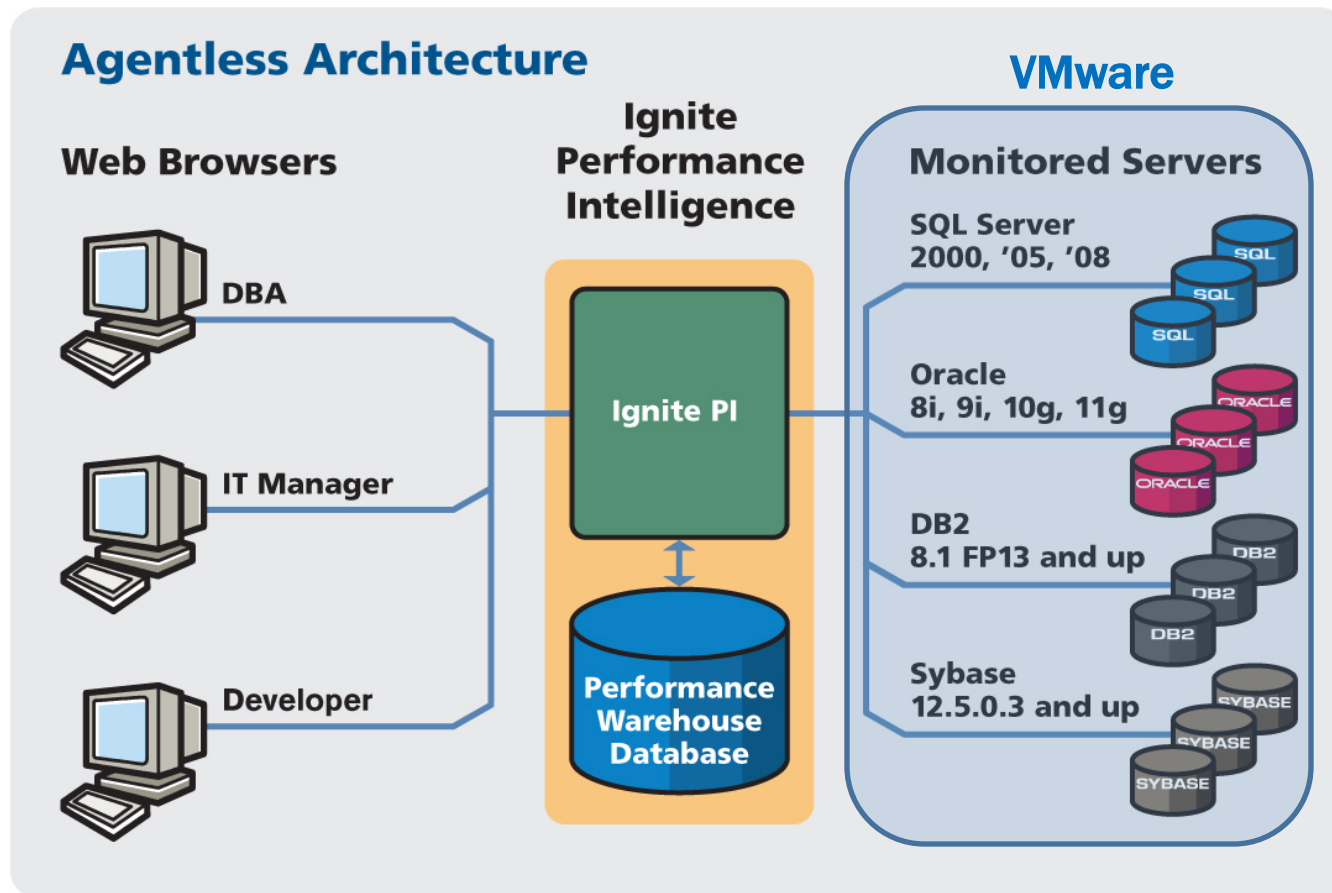 Agentless Architecture
VMware
Web Browsers
Ignite
Performance
Intelligence
Monitored Servers
DBA
IT Manager
Developer
Ignite PI
Performance
Warehouse
Database
SQL Server
2000, ’05, ’08
SQL
SQL
SQL
Oracle
8i, 9i, 10g, 11g
ORACLE
ORACLE
ORACLE
DB2
8.1 FP13 and up
DB2
DB2
DB2
Sybase
12.5.0.3 and up
SYBASE
SYBASE
SYBASE